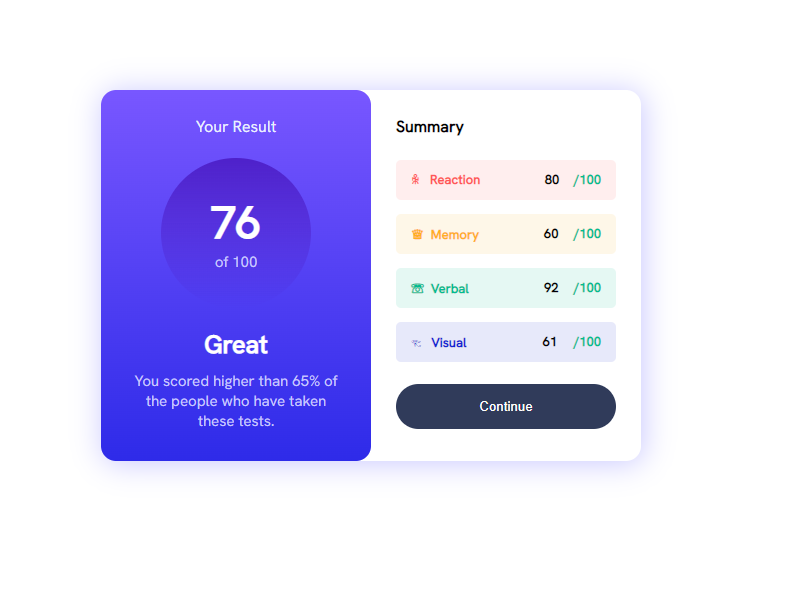 Your Result
76
of 100
Great
You scored higher than 65% of
the people who have taken
these tests.
Summary
Reaction 80 /100
Memory 60 /100
Verbal 92 /100
Visual 61 /100
Continue